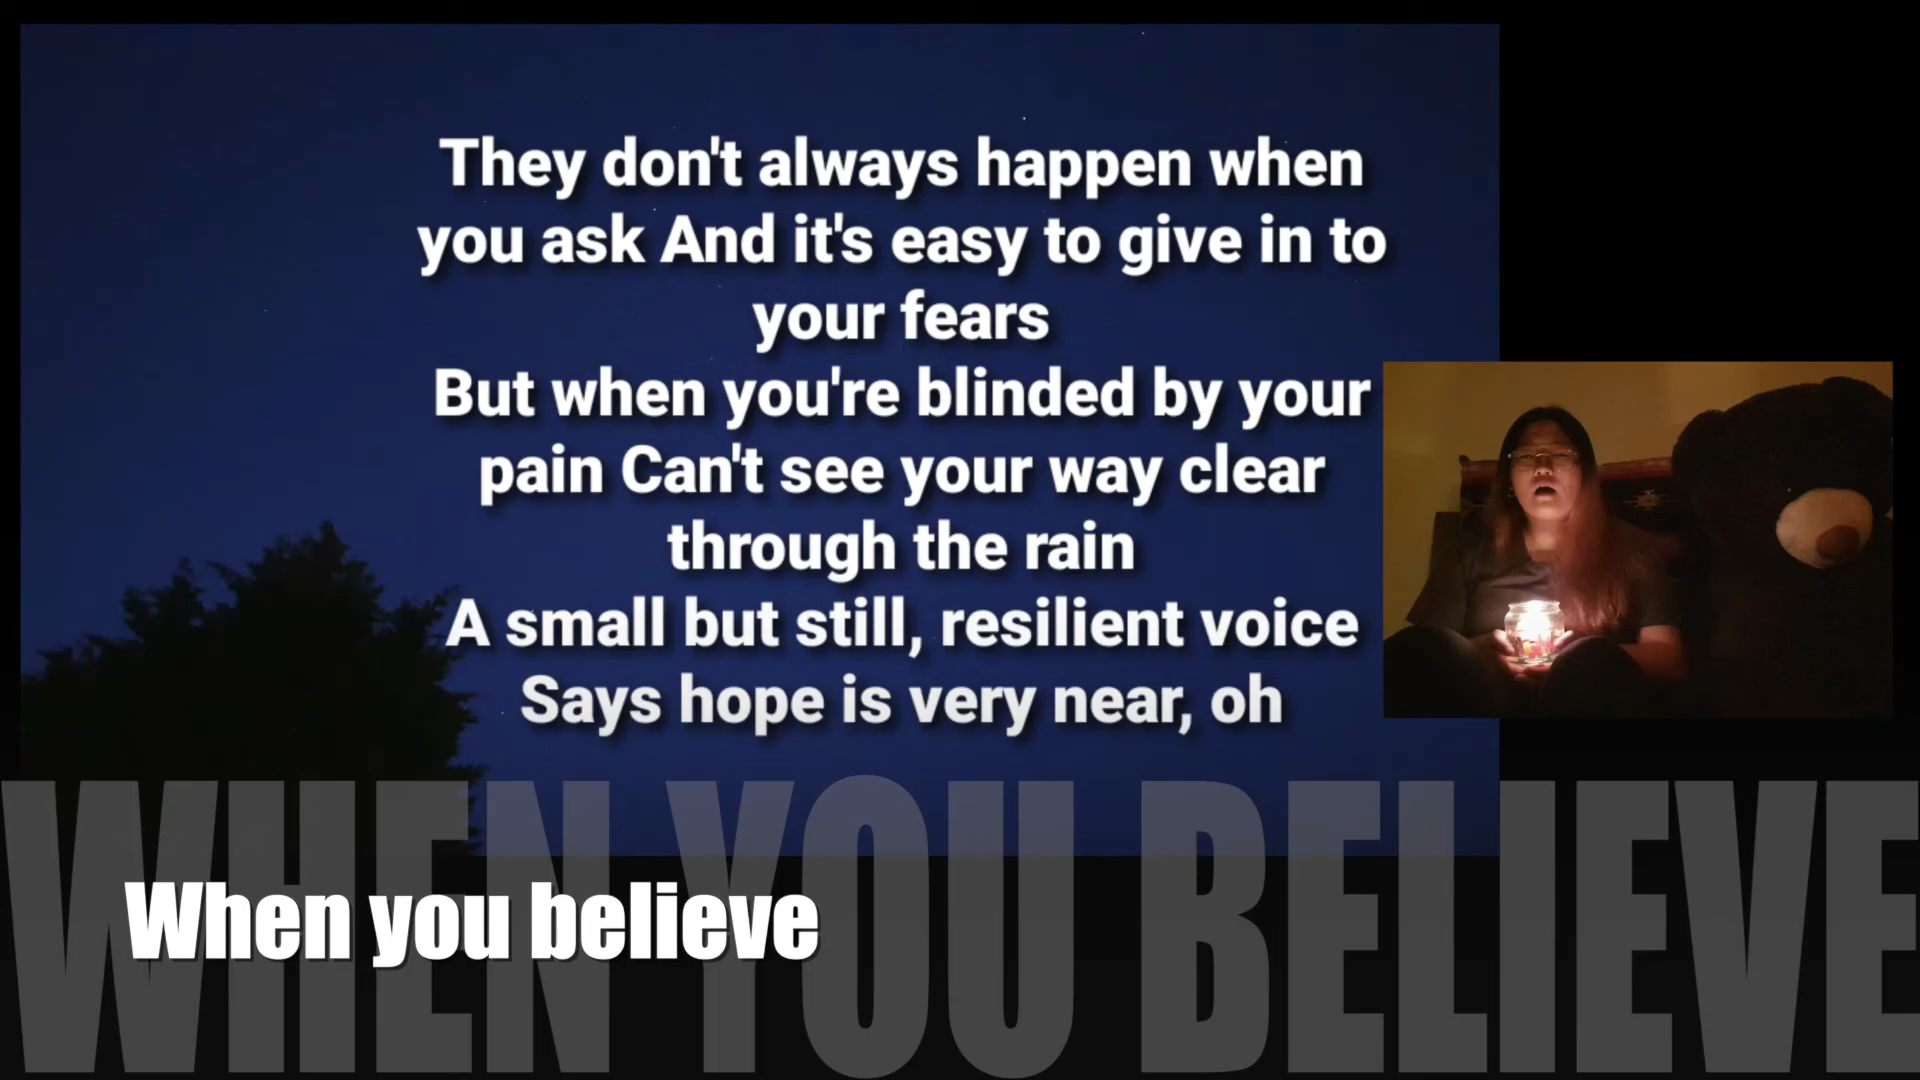 They don't always happen when
you ask And it's easy to give in to
your fears
But when you're blinded by your
pain Can't see your way clear
through the rain
A small but still, resilient voice
Says hope is very near, oh
WHEN YOU BELIEVE
When you believe